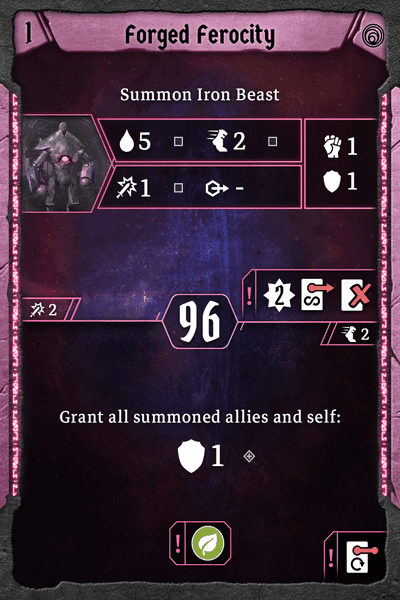 1 Forged Ferocity
Summon Iron Beast
5 2 1
1 - 1
! 2
2 96 2
Grant all summoned allies and self:
1
! !